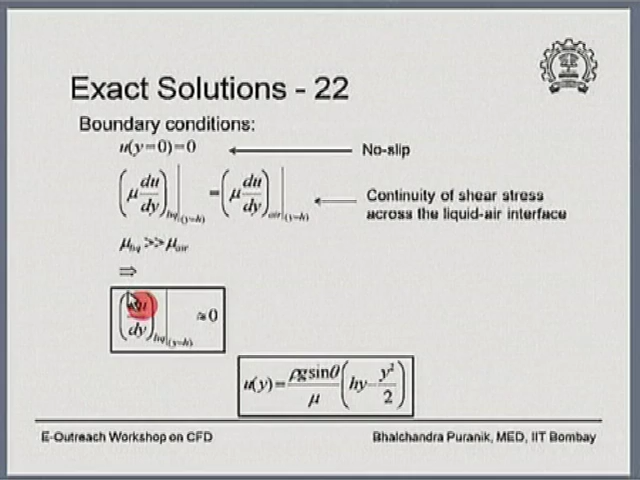 Exact Solutions - 22
Boundary conditions:
u(y=0)=0 No-slip
(μ du/dy)liq|(y=h) = (μ du/dy)air|(y=h) Continuity of shear stress
across the liquid-air interface
μliq >> μair
⇒
(du/dy)liq|(y=h) ≈ 0
u(y) = ρg sinθ/μ (hy − y²/2)
E-Outreach Workshop on CFD Bhalchandra Puranik, MED, IIT Bombay